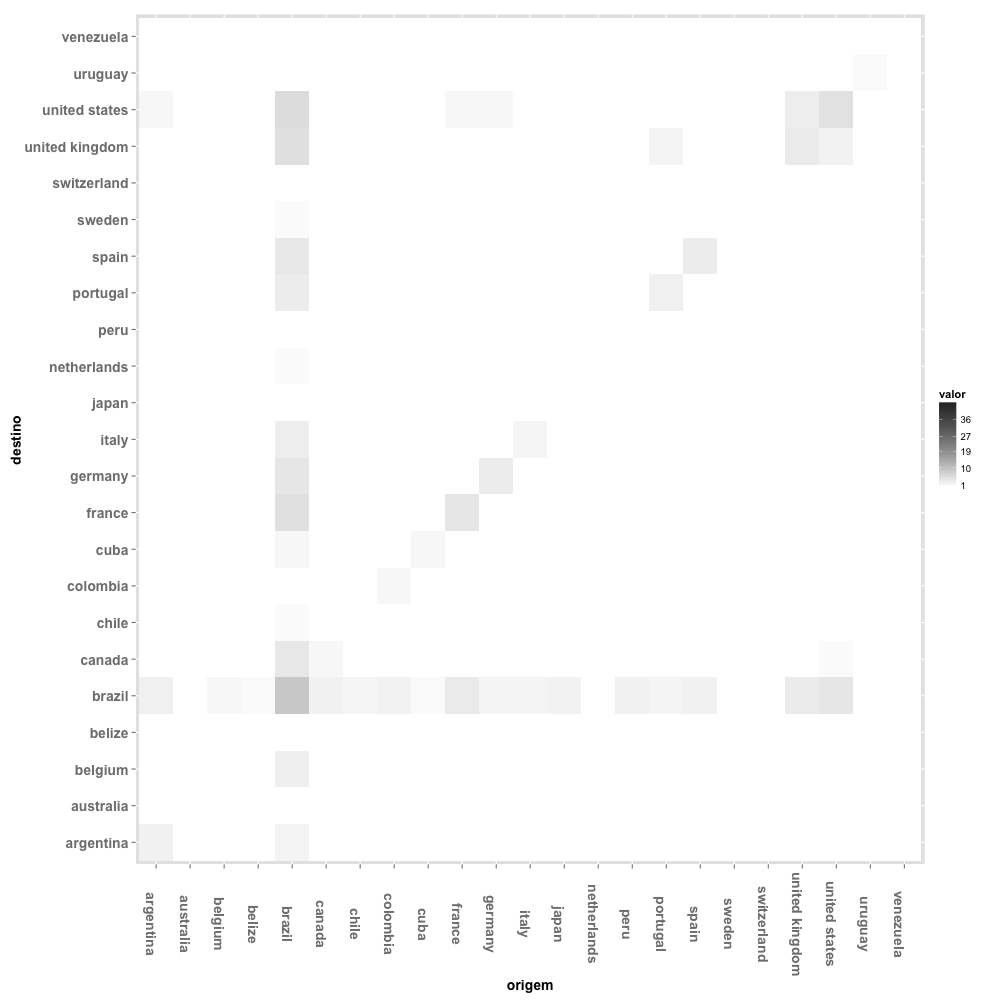 venezuela
uruguay
united states
united kingdom
switzerland
sweden
spain
portugal
peru
netherlands
japan
italy
germany
france
cuba
colombia
chile
canada
brazil
belize
belgium
australia
argentina
destino
argentina
australia
belgium
belize
brazil
canada
chile
colombia
cuba
france
germany
italy
japan
netherlands
peru
portugal
spain
sweden
switzerland
united kingdom
united states
uruguay
venezuela
origem
valor
36
27
19
10
1